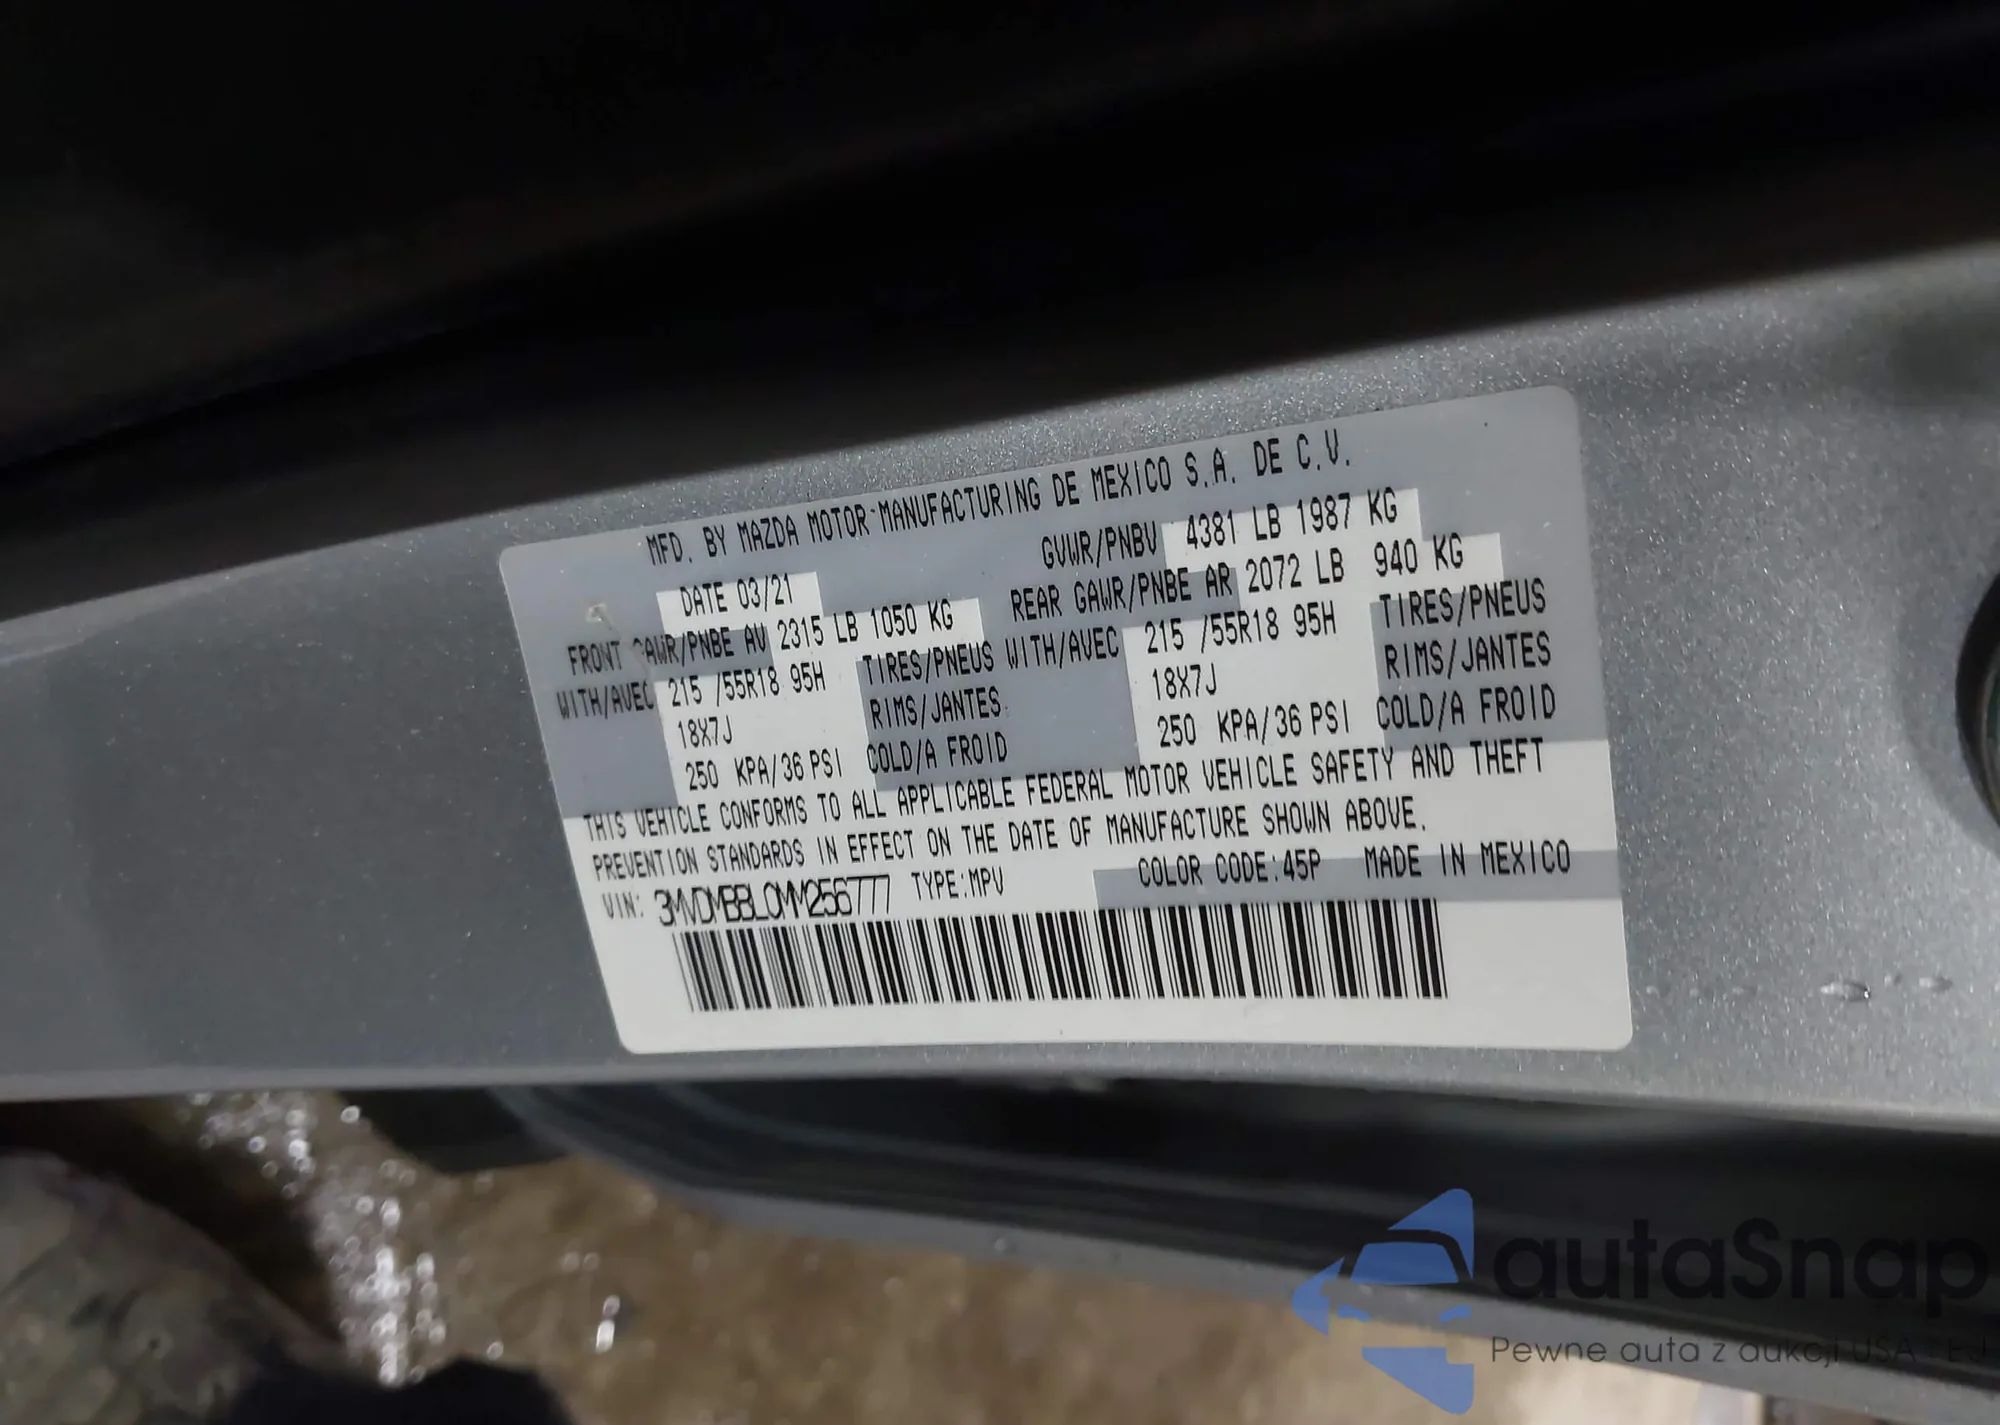 MFD. BY MAZDA MOTOR MANUFACTURING DE MEXICO S.A. DE C.V.
DATE 03/21 GVWR/PNBV 4381 LB 1987 KG
FRONT GAWR/PNBE AV 2315 LB 1050 KG REAR GAWR/PNBE AR 2072 LB 940 KG
WITH/AVEC 215 /55R18 95H TIRES/PNEUS WITH/AVEC 215 /55R18 95H TIRES/PNEUS
18X7J RIMS/JANTES 18X7J RIMS/JANTES
250 KPA/36 PSI COLD/A FROID 250 KPA/36 PSI COLD/A FROID
THIS VEHICLE CONFORMS TO ALL APPLICABLE FEDERAL MOTOR VEHICLE SAFETY AND THEFT
PREVENTION STANDARDS IN EFFECT ON THE DATE OF MANUFACTURE SHOWN ABOVE.
VIN: 3MVDMBBL0MM256777 TYPE:MPV COLOR CODE:45P MADE IN MEXICO
autaSnap
Pewne auta z aukcji USA